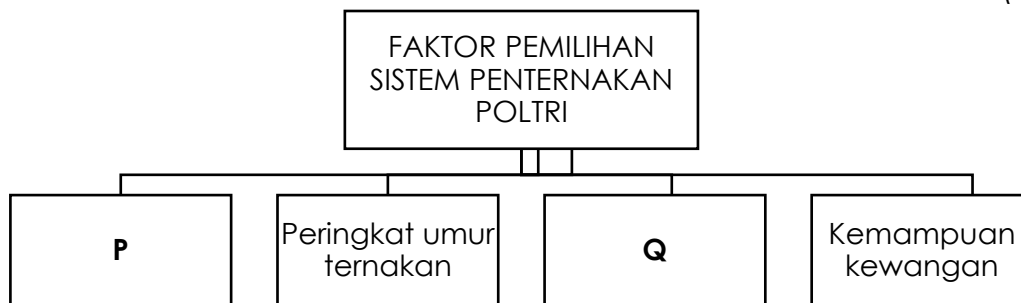 FAKTOR PEMILIHAN
SISTEM PENTERNAKAN
POLTRI
P
Peringkat umur
ternakan
Q
Kemampuan
kewangan